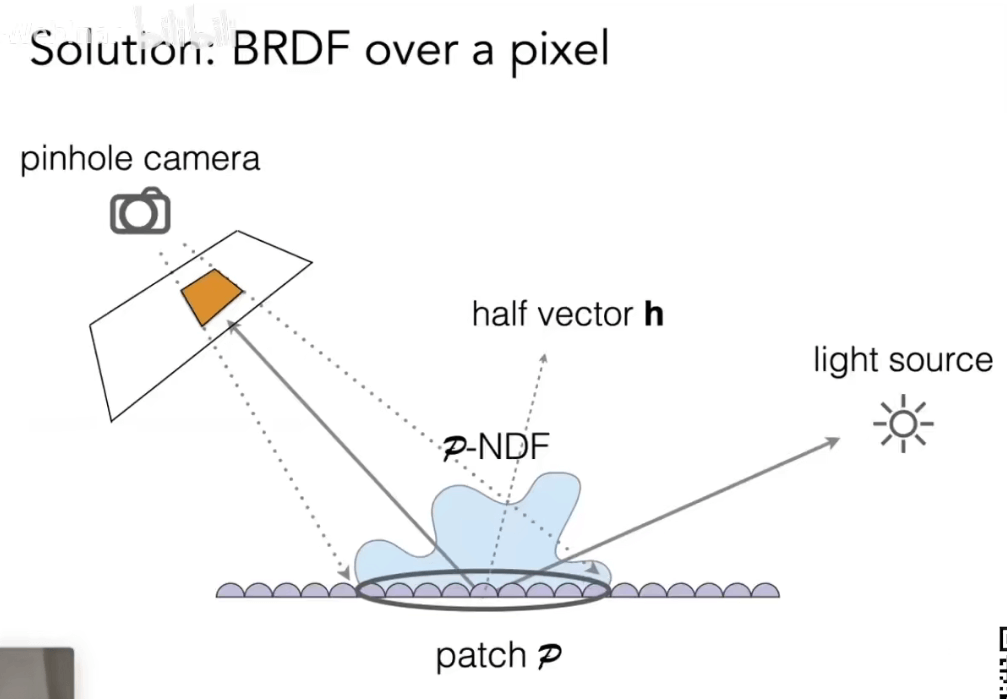 Solution: BRDF over a pixel
pinhole camera
half vector h
light source
𝓟-NDF
patch 𝓟